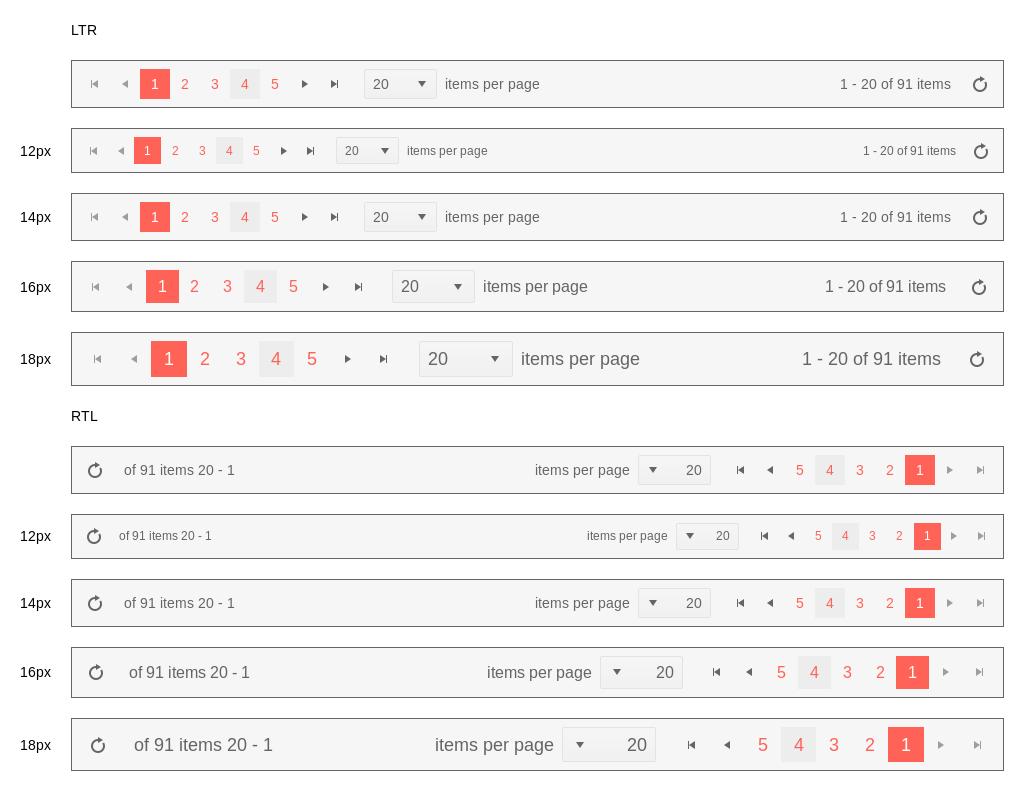 LTR
1 2 3 4 5 20 items per page 1 - 20 of 91 items
12px 1 2 3 4 5 20 items per page 1 - 20 of 91 items
14px 1 2 3 4 5 20 items per page 1 - 20 of 91 items
16px 1 2 3 4 5 20 items per page 1 - 20 of 91 items
18px 1 2 3 4 5 20 items per page 1 - 20 of 91 items
RTL
of 91 items 20 - 1 items per page 20 5 4 3 2 1
12px of 91 items 20 - 1 items per page 20 5 4 3 2 1
14px of 91 items 20 - 1 items per page 20 5 4 3 2 1
16px of 91 items 20 - 1 items per page 20 5 4 3 2 1
18px of 91 items 20 - 1 items per page 20 5 4 3 2 1